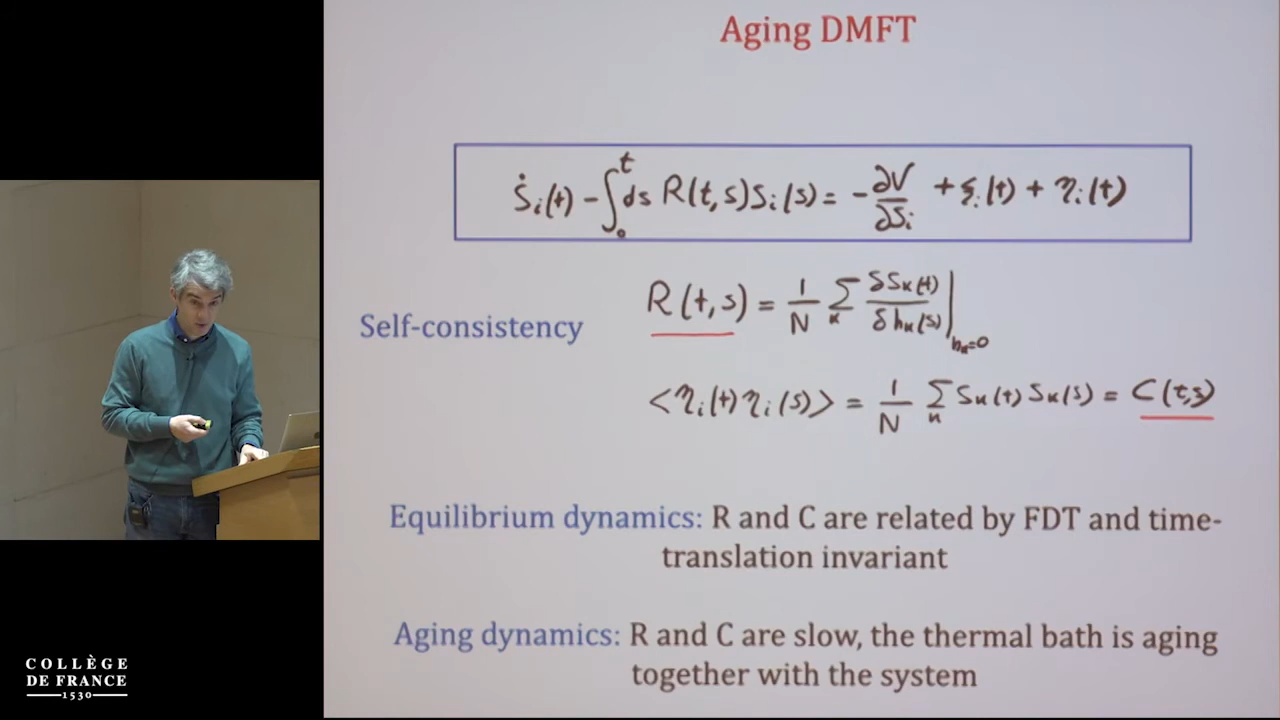 Aging DMFT
Ṡᵢ(t) - ∫₀ᵗ ds R(t,s) Sᵢ(s) = - ∂V/∂Sᵢ + ξᵢ(t) + ηᵢ(t)
Self-consistency
R(t,s) = 1/N Σₖ δSₖ(t)/δhₖ(s) |hₖ=0
<ηᵢ(t) ηᵢ(s)> = 1/N Σₖ Sₖ(t) Sₖ(s) = C(t,s)
Equilibrium dynamics: R and C are related by FDT and time-
translation invariant
Aging dynamics: R and C are slow, the thermal bath is aging
together with the system
COLLÈGE
DE FRANCE
1530